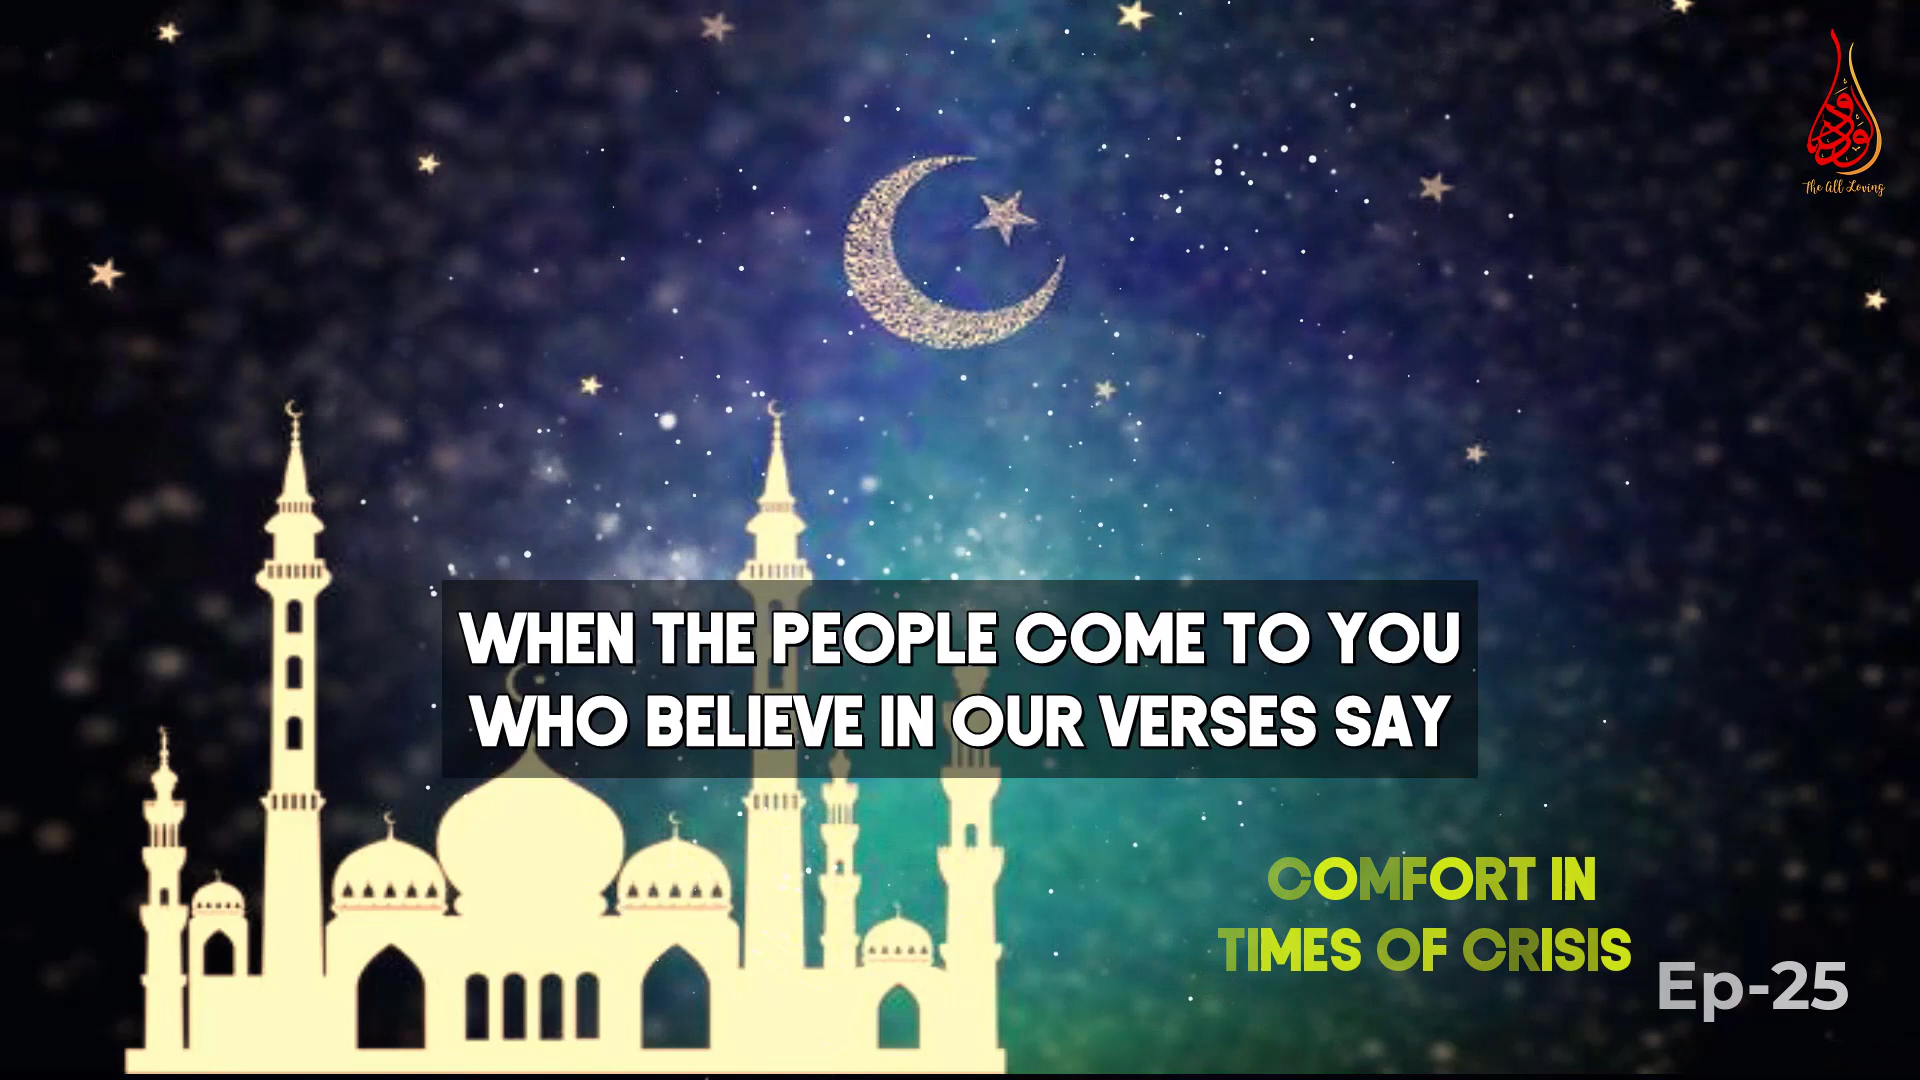 الودود
The All Loving
WHEN THE PEOPLE COME TO YOU
WHO BELIEVE IN OUR VERSES SAY
COMFORT IN
TIMES OF CRISIS
Ep-25